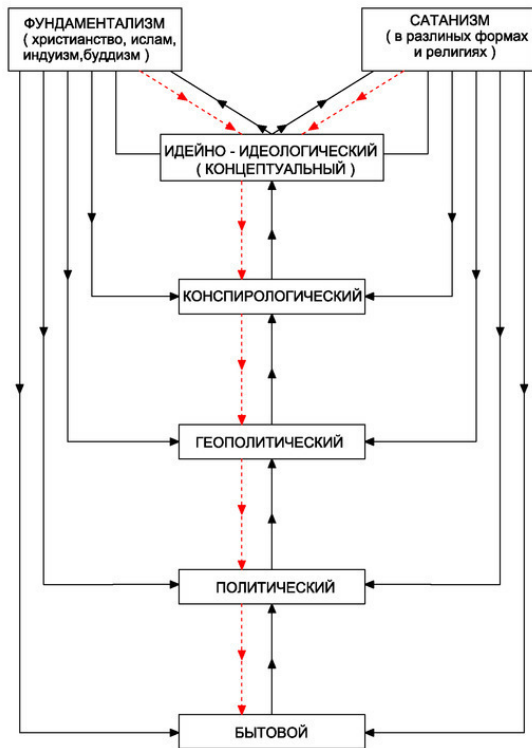 ФУНДАМЕНТАЛИЗМ
( христианство, ислам,
индуизм,буддизм )
САТАНИЗМ
( в разлиных формах
и религиях )
ИДЕЙНО - ИДЕОЛОГИЧЕСКИЙ
( КОНЦЕПТУАЛЬНЫЙ )
КОНСПИРОЛОГИЧЕСКИЙ
ГЕОПОЛИТИЧЕСКИЙ
ПОЛИТИЧЕСКИЙ
БЫТОВОЙ